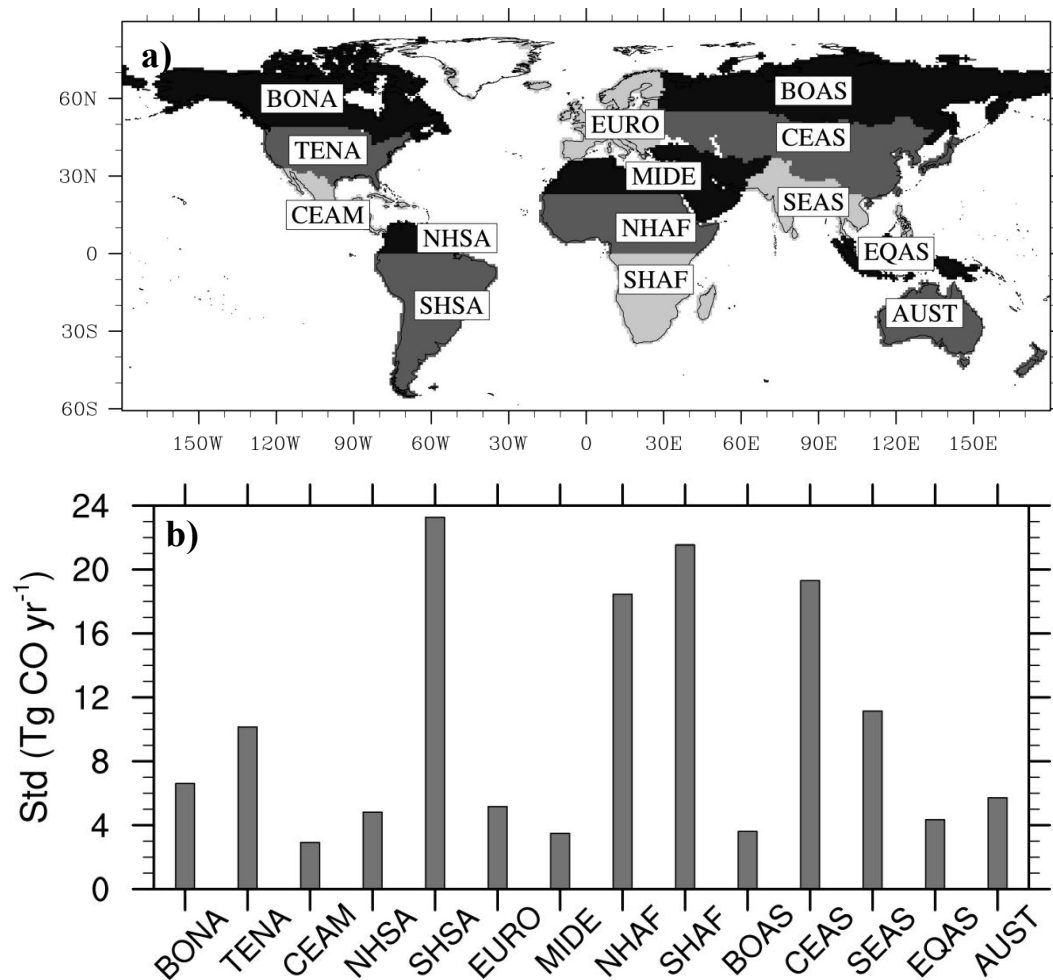 a)
60N
30N
0
30S
60S
BONA
BOAS
EURO
TENA
CEAS
MIDE
CEAM
SEAS
NHSA
NHAF
EQAS
SHAF
SHSA
AUST
150W 120W 90W 60W 30W 0 30E 60E 90E 120E 150E
b)
Std (Tg CO yr-1)
24
20
16
12
8
4
0
BONA TENA CEAM NHSA SHSA EURO MIDE NHAF SHAF BOAS CEAS SEAS EQAS AUST